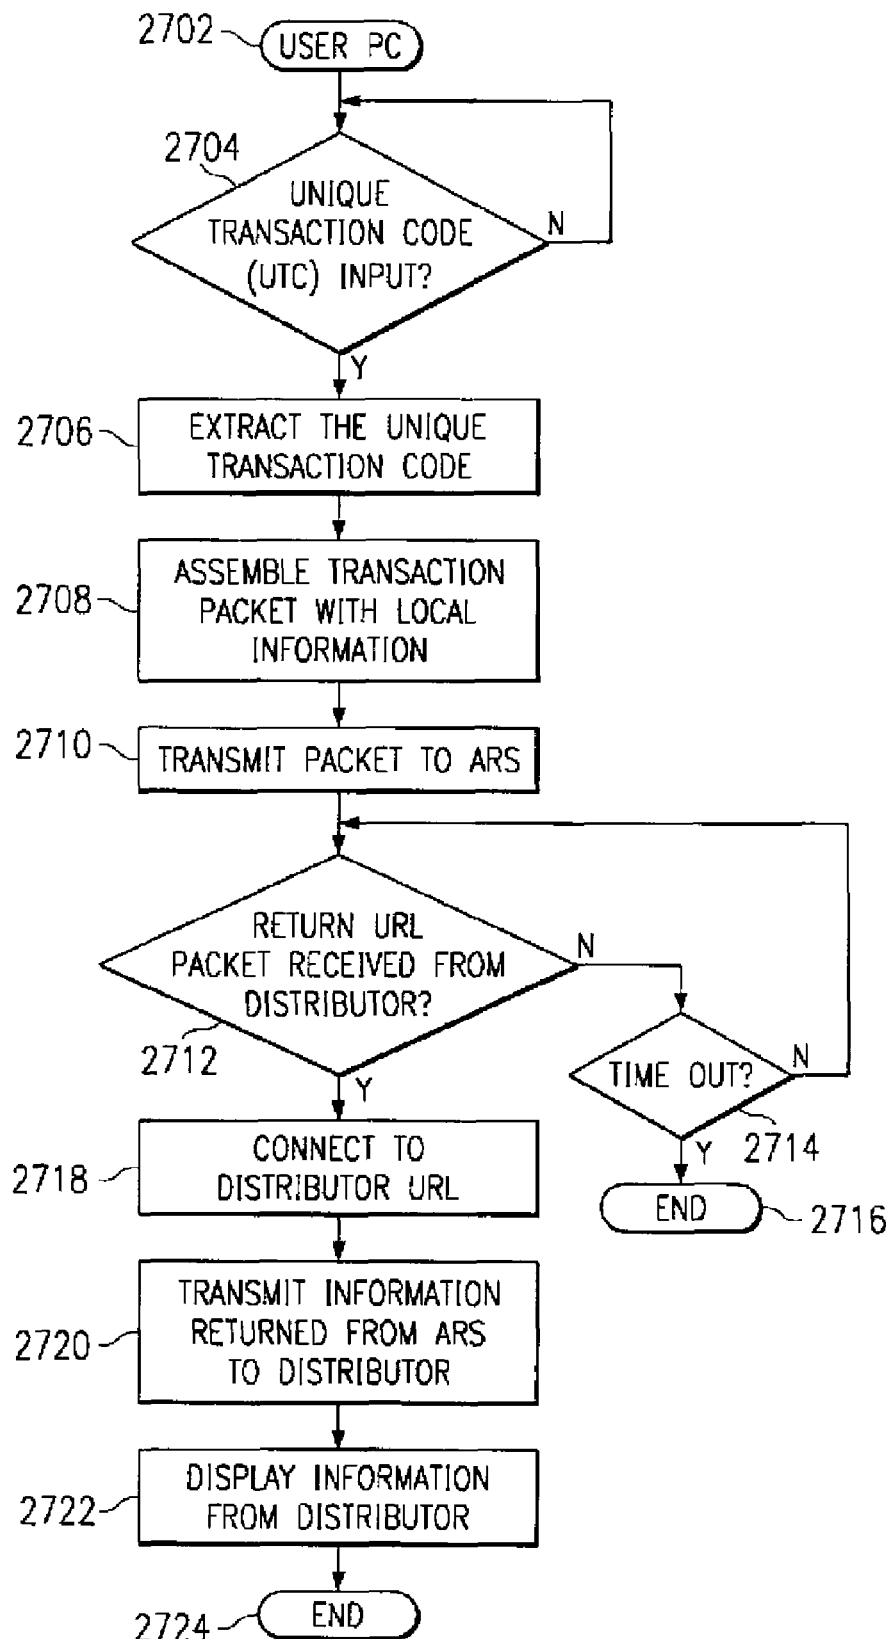 2702
USER PC
2704
UNIQUE
TRANSACTION CODE
(UTC) INPUT?
N
Y
2706
EXTRACT THE UNIQUE
TRANSACTION CODE
2708
ASSEMBLE TRANSACTION
PACKET WITH LOCAL
INFORMATION
2710
TRANSMIT PACKET TO ARS
RETURN URL
PACKET RECEIVED FROM
DISTRIBUTOR?
N
2712
Y
TIME OUT?
N
2714
Y
END
2716
2718
CONNECT TO
DISTRIBUTOR URL
2720
TRANSMIT INFORMATION
RETURNED FROM ARS
TO DISTRIBUTOR
2722
DISPLAY INFORMATION
FROM DISTRIBUTOR
END
2724